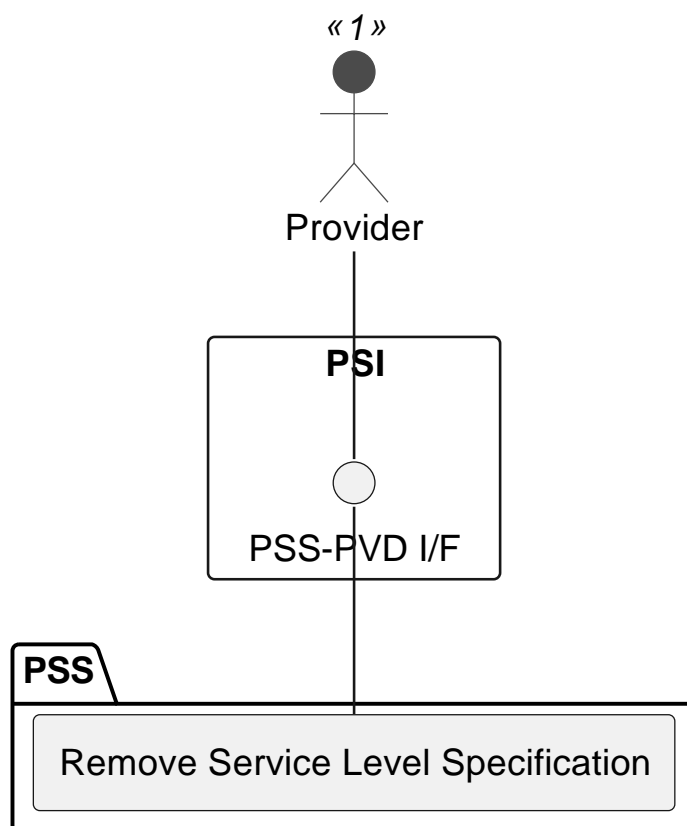 «1»
Provider
PSI
PSS-PVD I/F
PSS
Remove Service Level Specification